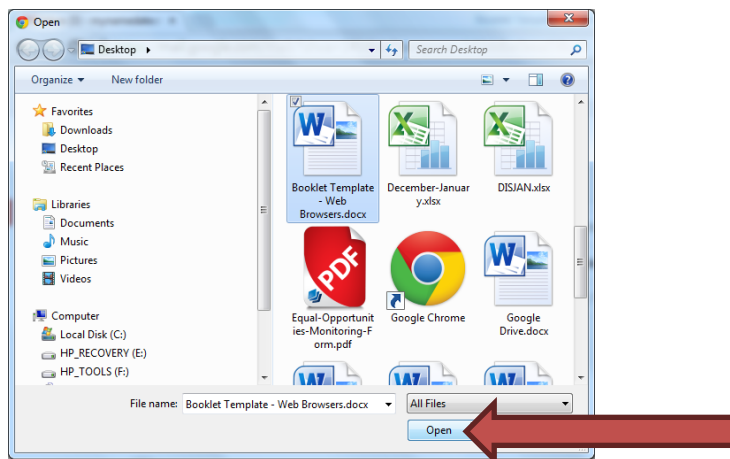 Open
Desktop
Search Desktop
Organize
New folder
Favorites
Downloads
Desktop
Recent Places
Libraries
Documents
Music
Pictures
Videos
Computer
Local Disk (C:)
HP_RECOVERY (E:)
HP_TOOLS (F:)
W
Booklet Template
- Web
Browsers.docx
X
December-Januar
y.xlsx
X
DISJAN.xlsx
PDF
Equal-Opportunit
ies-Monitoring-F
orm.pdf
Google Chrome
W
Google
Drive.docx
W
W
W
File name: Booklet Template - Web Browsers.docx
All Files
Open